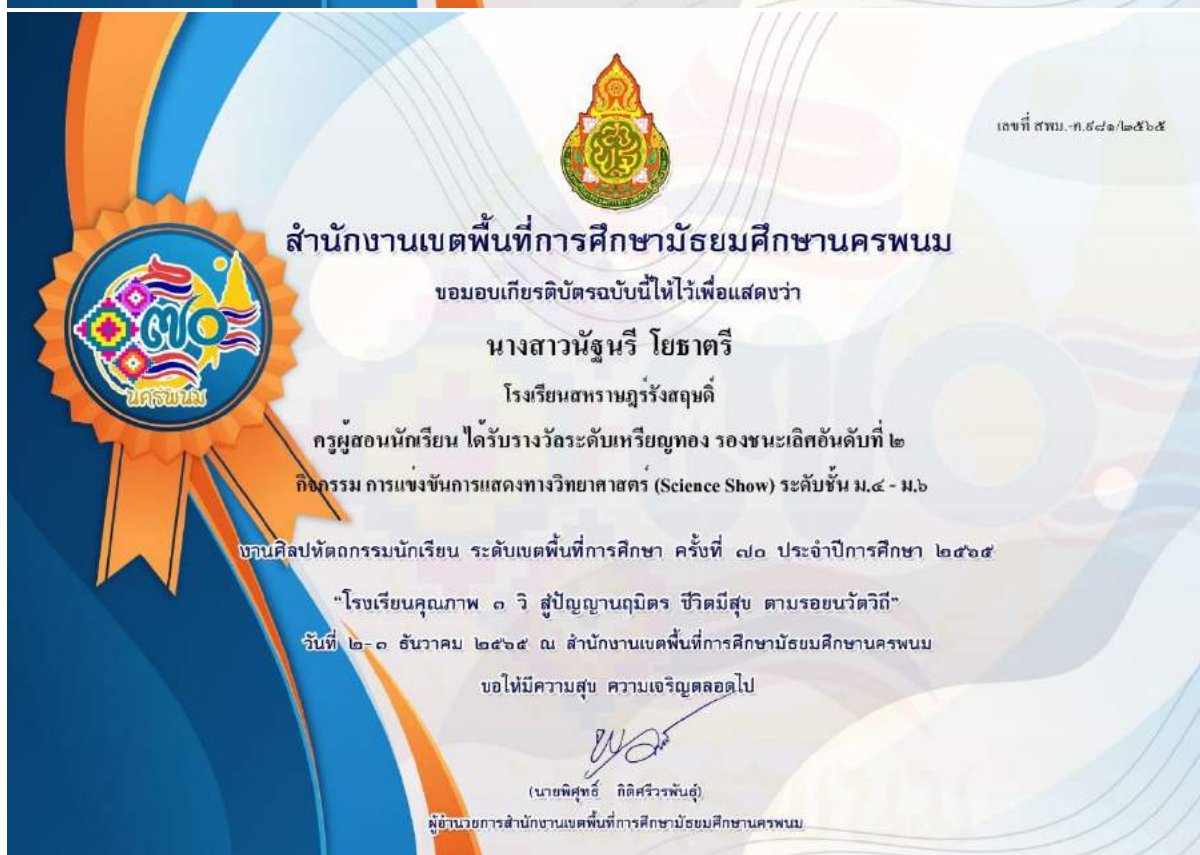 เลขที่ สพม.-ค.๕๘๑/๒๕๖๕
สำนักงานเขตพื้นที่การศึกษามัธยมศึกษานครพนม
ขอมอบเกียรติบัตรฉบับนี้ให้ไว้เพื่อแสดงว่า
นางสาวนัฐนรี โยธาตรี
โรงเรียนสหราษฎร์รังสฤษดิ์
ครูผู้สอนนักเรียน ได้รับรางวัลระดับเหรียญทอง รองชนะเลิศอันดับที่ ๒
กิจกรรม การแข่งขันการแสดงทางวิทยาศาสตร์ (Science Show) ระดับชั้น ม.๔ - ม.๖
๗๐
นครพนม
งานศิลปหัตถกรรมนักเรียน ระดับเขตพื้นที่การศึกษา ครั้งที่ ๗๐ ประจำปีการศึกษา ๒๕๖๕
“โรงเรียนคุณภาพ ๓ วิ สู่ปัญญานฤมิตร ชีวิตมีสุข ตามรอยนวัตวิถี”
วันที่ ๒-๓ ธันวาคม ๒๕๖๕ ณ สำนักงานเขตพื้นที่การศึกษามัธยมศึกษานครพนม
ขอให้มีความสุข ความเจริญตลอดไป
(นายพิศุทธิ์ กิติศรีวรพันธุ์)
ผู้อำนวยการสำนักงานเขตพื้นที่การศึกษามัธยมศึกษานครพนม